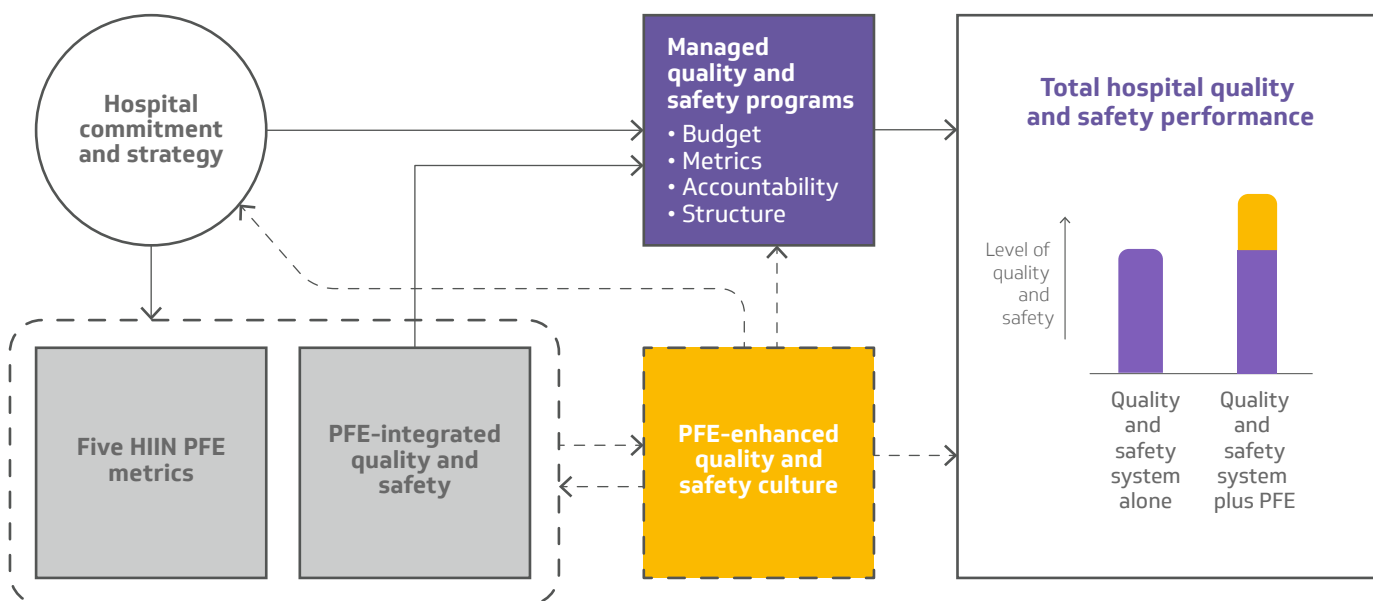 Hospital
commitment
and strategy
Managed
quality and
safety programs
• Budget
• Metrics
• Accountability
• Structure
Total hospital quality
and safety performance
Level of
quality
and
safety
Quality
and
safety
system
alone
Quality
and
safety
system
plus PFE
Five HIIN PFE
metrics
PFE-integrated
quality and
safety
PFE-enhanced
quality and
safety culture